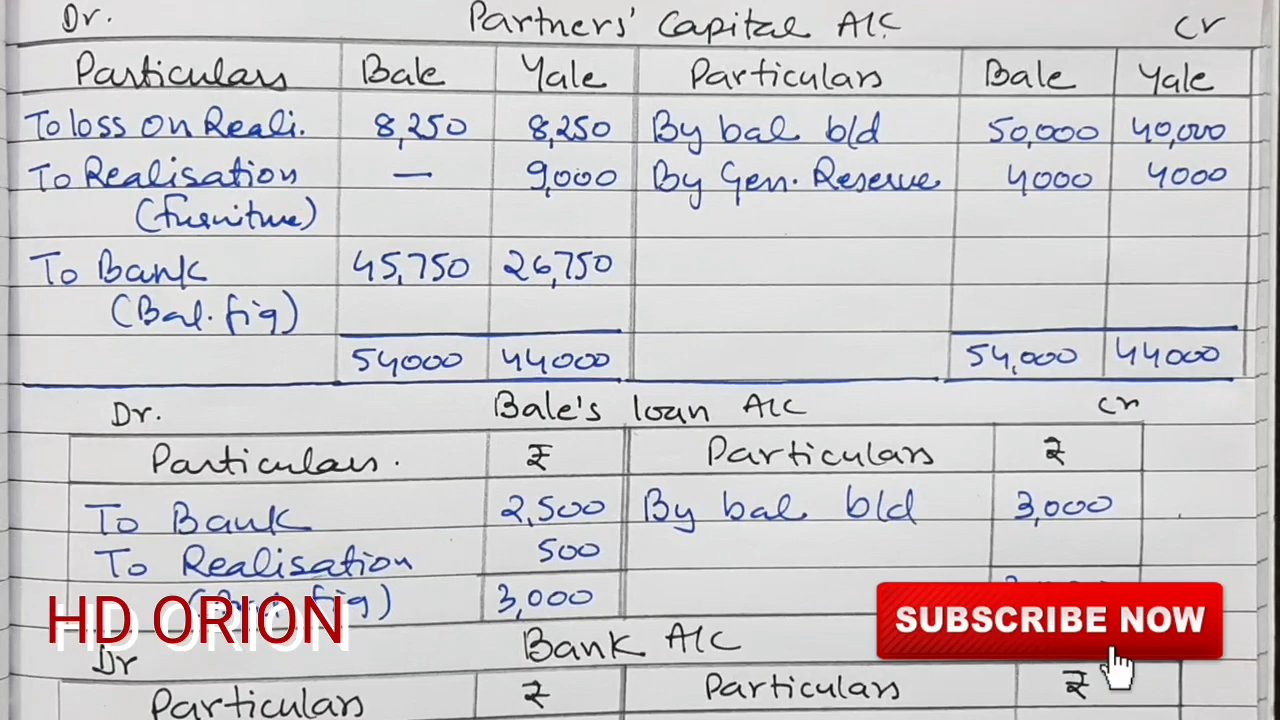 Dr. Partners' Capital A/c. Cr
Particulars Bale Yale Particulars Bale Yale
To loss on Reali. 8,250 8,250 By bal b/d 50,000 40,000
To Realisation — 9,000 By Gen. Reserve 4000 4000
(furniture)
To Bank 45,750 26,750
(Bal. fig)
54000 44000 54,000 44000
Dr. Bale's loan A/c Cr
Particulars. ₹ Particulars ₹
To Bank 2,500 By bal b/d 3,000
To Realisation 500
fig) 3,000
HD ORION
SUBSCRIBE NOW
Dr Bank A/c
Particulars ₹ Particulars ₹